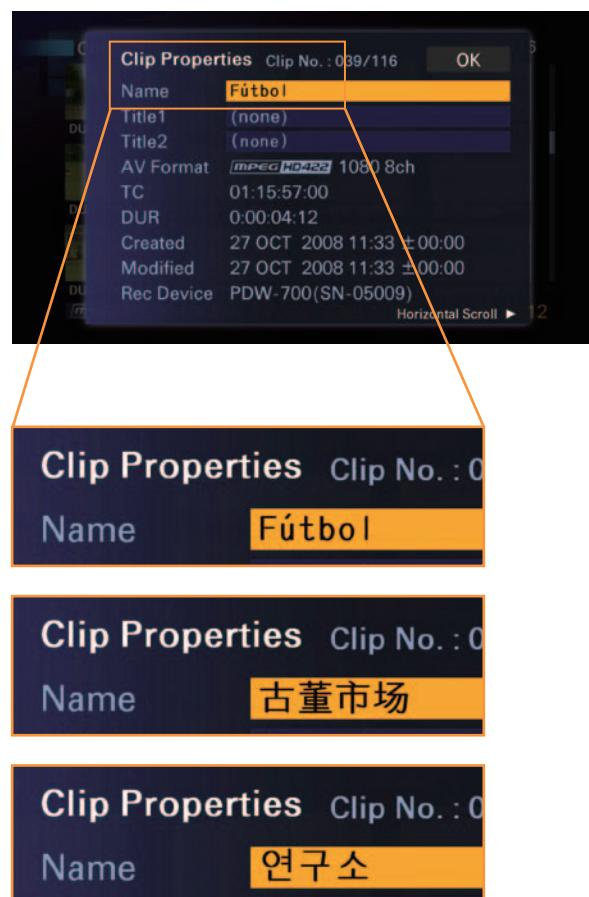 Clip Properties Clip No. : 039/116 OK
Name Fútbol
Title1 (none)
Title2 (none)
AV Format MPEG HD422 1080 8ch
TC 01:15:57:00
DUR 0:00:04:12
Created 27 OCT 2008 11:33 ±00:00
Modified 27 OCT 2008 11:33 ±00:00
Rec Device PDW-700(SN-05009)
Horizontal Scroll ▶ 12
Clip Properties Clip No. : 0
Name Fútbol
Clip Properties Clip No. : 0
Name 古董市场
Clip Properties Clip No. : 0
Name 연구소